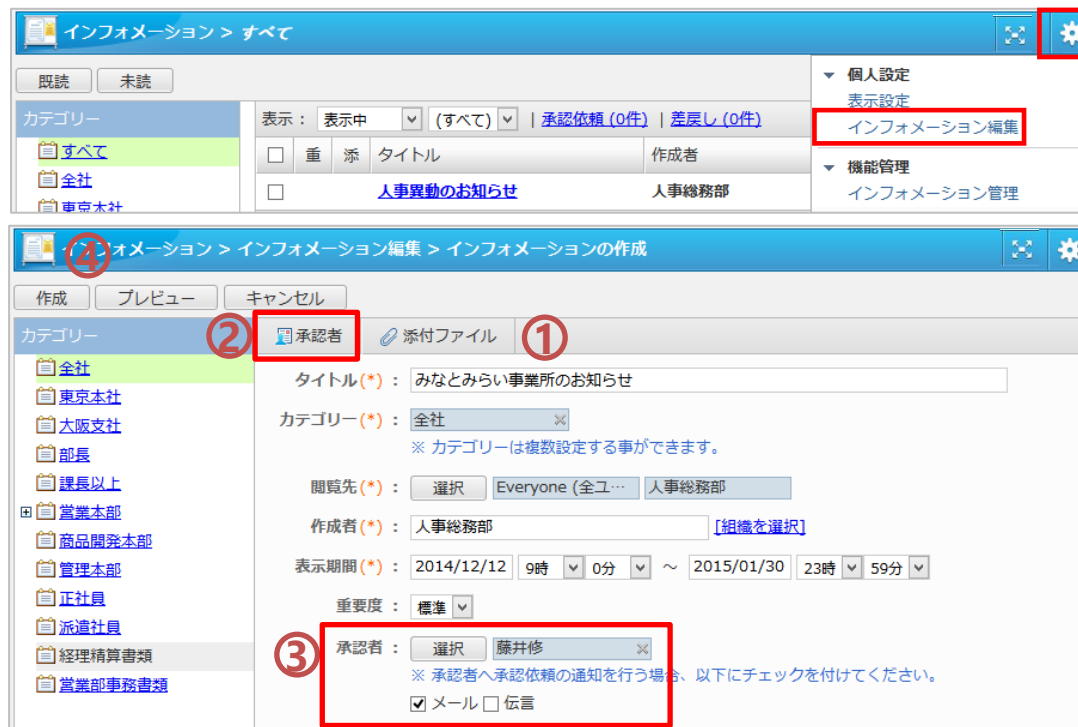 インフォメーション > すべて
既読 未読
カテゴリー
すべて
全社
東京本社
表示： 表示中 (すべて) | 承認依頼 (0件) | 差戻し (0件)
重 添 タイトル 作成者
人事異動のお知らせ 人事総務部
個人設定
表示設定
インフォメーション編集
機能管理
インフォメーション管理
インフォメーション > インフォメーション編集 > インフォメーションの作成
④
作成 プレビュー キャンセル
カテゴリー
全社
東京本社
大阪支社
部長
課長以上
営業本部
商品開発本部
管理本部
正社員
派遣社員
経理精算書類
営業部事務書類
② 承認者 添付ファイル ①
タイトル(*)： みなとみらい事業所のお知らせ
カテゴリー(*)： 全社
※ カテゴリーは複数設定する事ができます。
閲覧先(*)： 選択 Everyone (全ユ… 人事総務部
作成者(*)： 人事総務部 [組織を選択]
表示期間(*)： 2014/12/12 9時 0分 ～ 2015/01/30 23時 59分
重要度： 標準
③ 承認者： 選択 藤井修
※ 承認者へ承認依頼の通知を行う場合、以下にチェックを付けてください。
メール 伝言